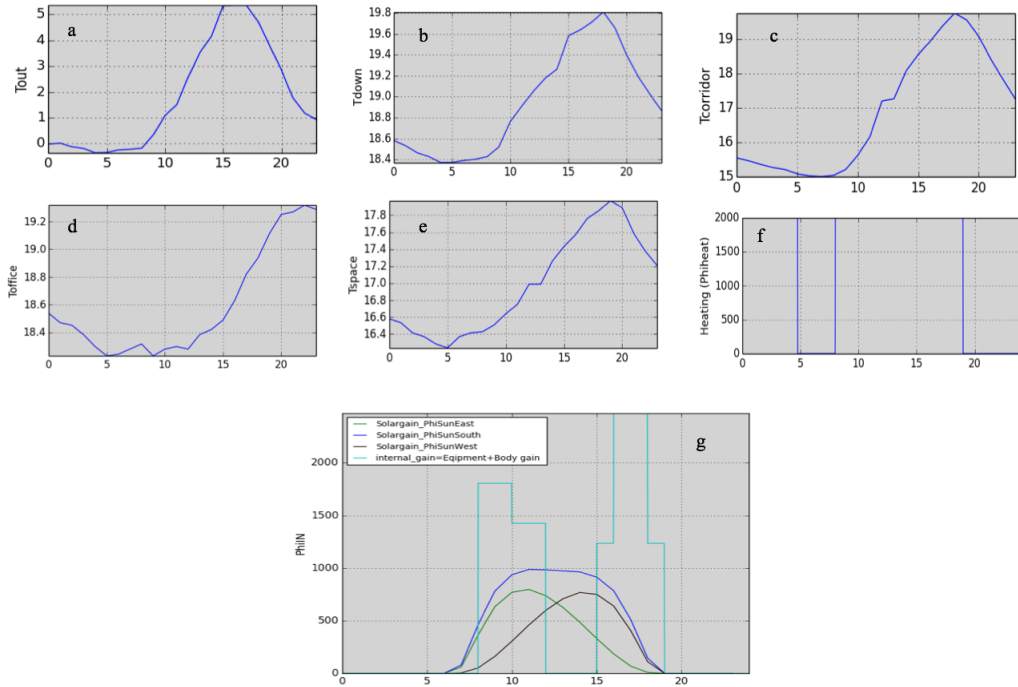 a
Tout
5
4
3
2
1
0
0 5 10 15 20
b
Tdown
19.8
19.6
19.4
19.2
19.0
18.8
18.6
18.4
0 5 10 15 20
c
Tcorridor
19
18
17
16
15
0 5 10 15 20
d
Toffice
19.2
19.0
18.8
18.6
18.4
0 5 10 15 20
e
Tspace
17.8
17.6
17.4
17.2
17.0
16.8
16.6
16.4
0 5 10 15 20
f
Heating (Phiheat)
2000
1500
1000
500
0
0 5 10 15 20
g
Solargain_PhiSunEast
Solargain_PhiSunSouth
Solargain_PhiSunWest
internal_gain=Eqipment+Body gain
PhiIN
2000
1500
1000
500
0
0 5 10 15 20